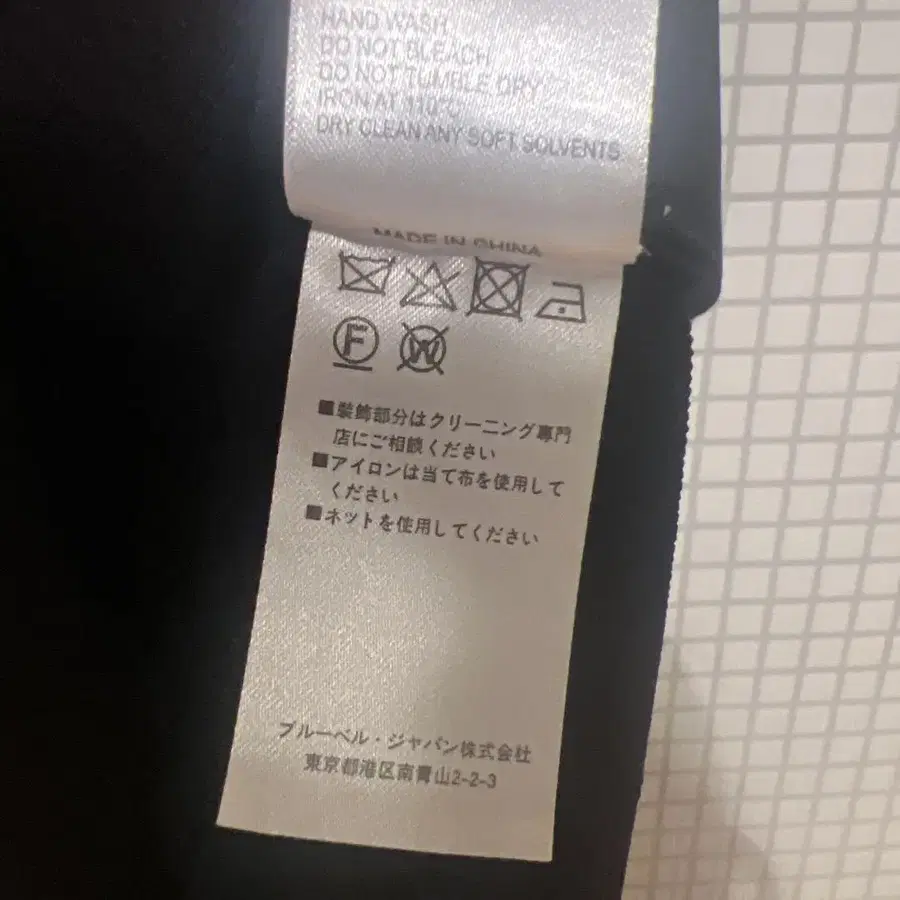 HAND WASH
DO NOT BLEACH
DO NOT TUMBLE DRY
IRON AT 110°C
DRY CLEAN ANY SOFT SOLVENTS
MADE IN CHINA
F W
■装飾部分はクリーニング専門
店にご相談ください
■アイロンは当て布を使用して
ください
■ネットを使用してください
ブルーベル・ジャパン株式会社
東京都港区南青山2-2-3